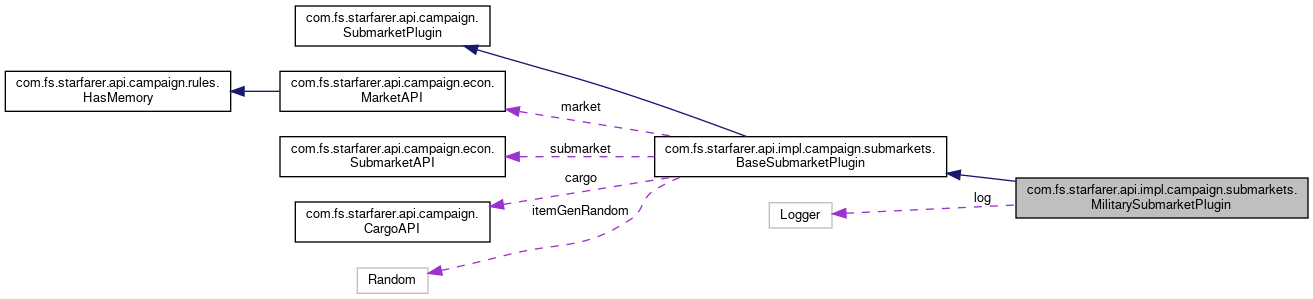 com.fs.starfarer.api.campaign.
SubmarketPlugin
com.fs.starfarer.api.campaign.rules.
HasMemory
com.fs.starfarer.api.campaign.econ.
MarketAPI
market
com.fs.starfarer.api.campaign.econ.
SubmarketAPI
submarket
com.fs.starfarer.api.impl.campaign.submarkets.
BaseSubmarketPlugin
cargo
com.fs.starfarer.api.campaign.
CargoAPI
itemGenRandom
Random
Logger
log
com.fs.starfarer.api.impl.campaign.submarkets.
MilitarySubmarketPlugin